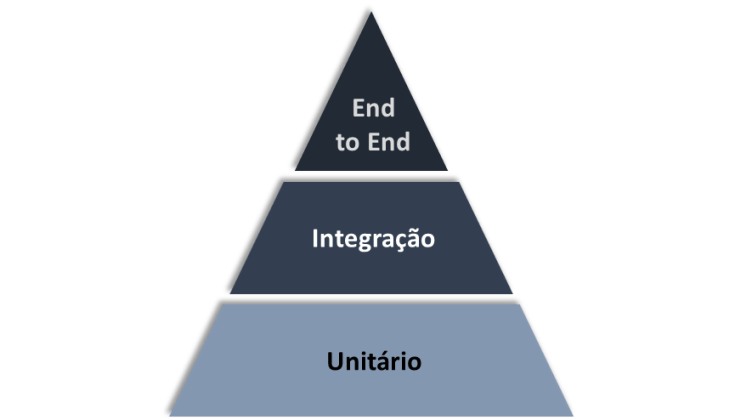 End
to End
Integração
Unitário